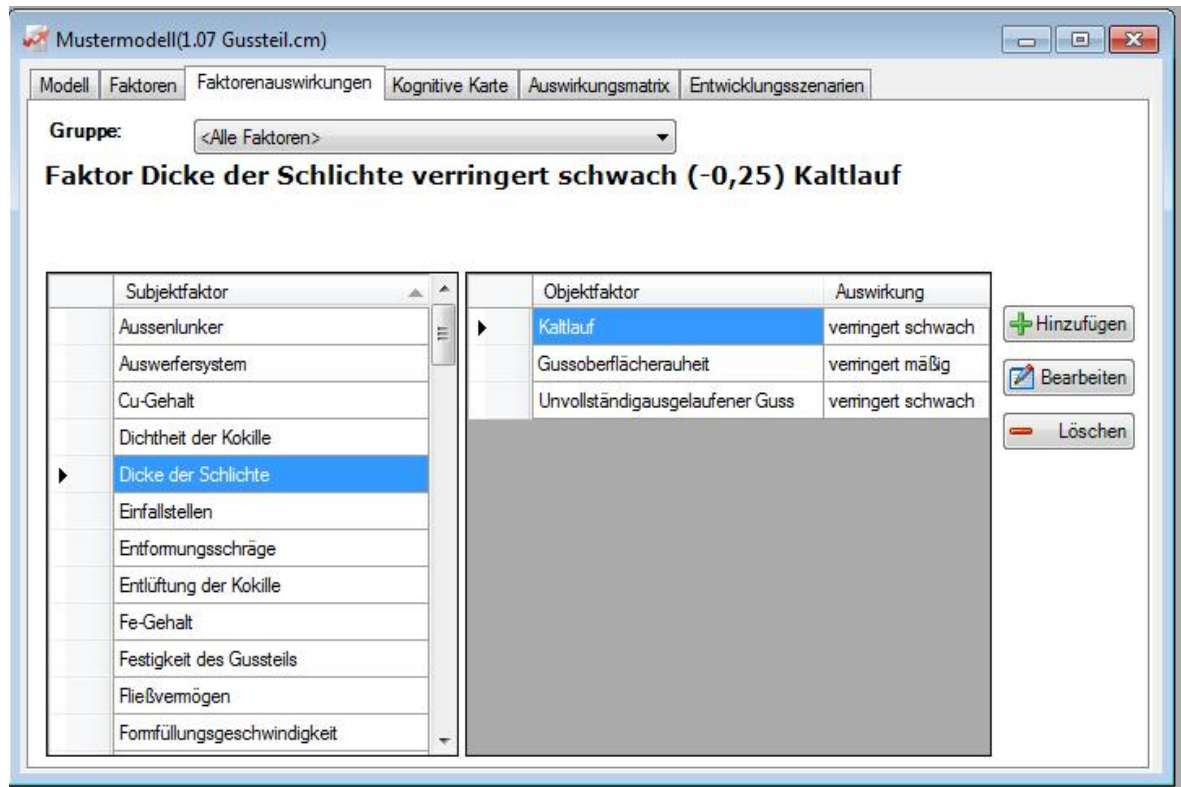 Mustermodell(1.07 Gussteil.cm)
Modell Faktoren Faktorenauswirkungen Kognitive Karte Auswirkungsmatrix Entwicklungsszenarien
Gruppe: <Alle Faktoren>
Faktor Dicke der Schlichte verringert schwach (-0,25) Kaltlauf
Subjektfaktor
Aussenlunker
Auswerfersystem
Cu-Gehalt
Dichtheit der Kokille
Dicke der Schlichte
Einfallstellen
Entformungsschräge
Entlüftung der Kokille
Fe-Gehalt
Festigkeit des Gussteils
Fließvermögen
Formfüllungsgeschwindigkeit
Objektfaktor Auswirkung
Kaltlauf verringert schwach
Gussoberflächerauheit verringert mäßig
Unvollständigausgelaufener Guss verringert schwach
Hinzufügen
Bearbeiten
Löschen